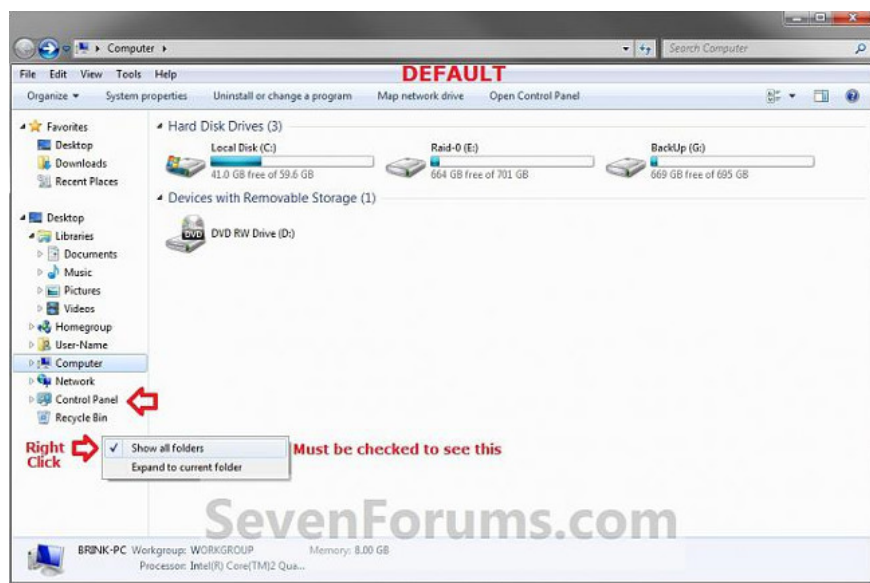 Computer
Search Computer
File Edit View Tools Help
DEFAULT
Organize System properties Uninstall or change a program Map network drive Open Control Panel
Favorites
Desktop
Downloads
Recent Places
Desktop
Libraries
Documents
Music
Pictures
Videos
Homegroup
User-Name
Computer
Network
Control Panel
Recycle Bin
Hard Disk Drives (3)
Local Disk (C:)
41.0 GB free of 59.6 GB
Raid-0 (E:)
664 GB free of 701 GB
BackUp (G:)
669 GB free of 695 GB
Devices with Removable Storage (1)
DVD
DVD RW Drive (D:)
Right
Click
Show all folders
Expand to current folder
Must be checked to see this
SevenForums.com
BRINK-PC Workgroup: WORKGROUP Memory: 8.00 GB
Processor: Intel(R) Core(TM)2 Qua...